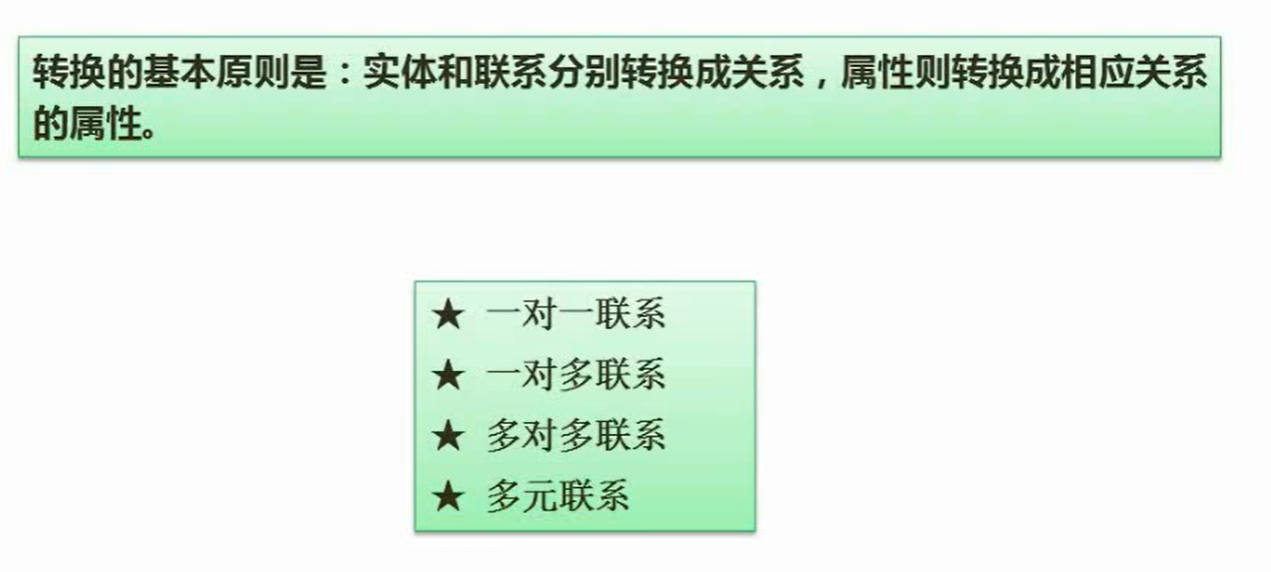 转换的基本原则是：实体和联系分别转换成关系，属性则转换成相应关系
的属性。
★ 一对一联系
★ 一对多联系
★ 多对多联系
★ 多元联系